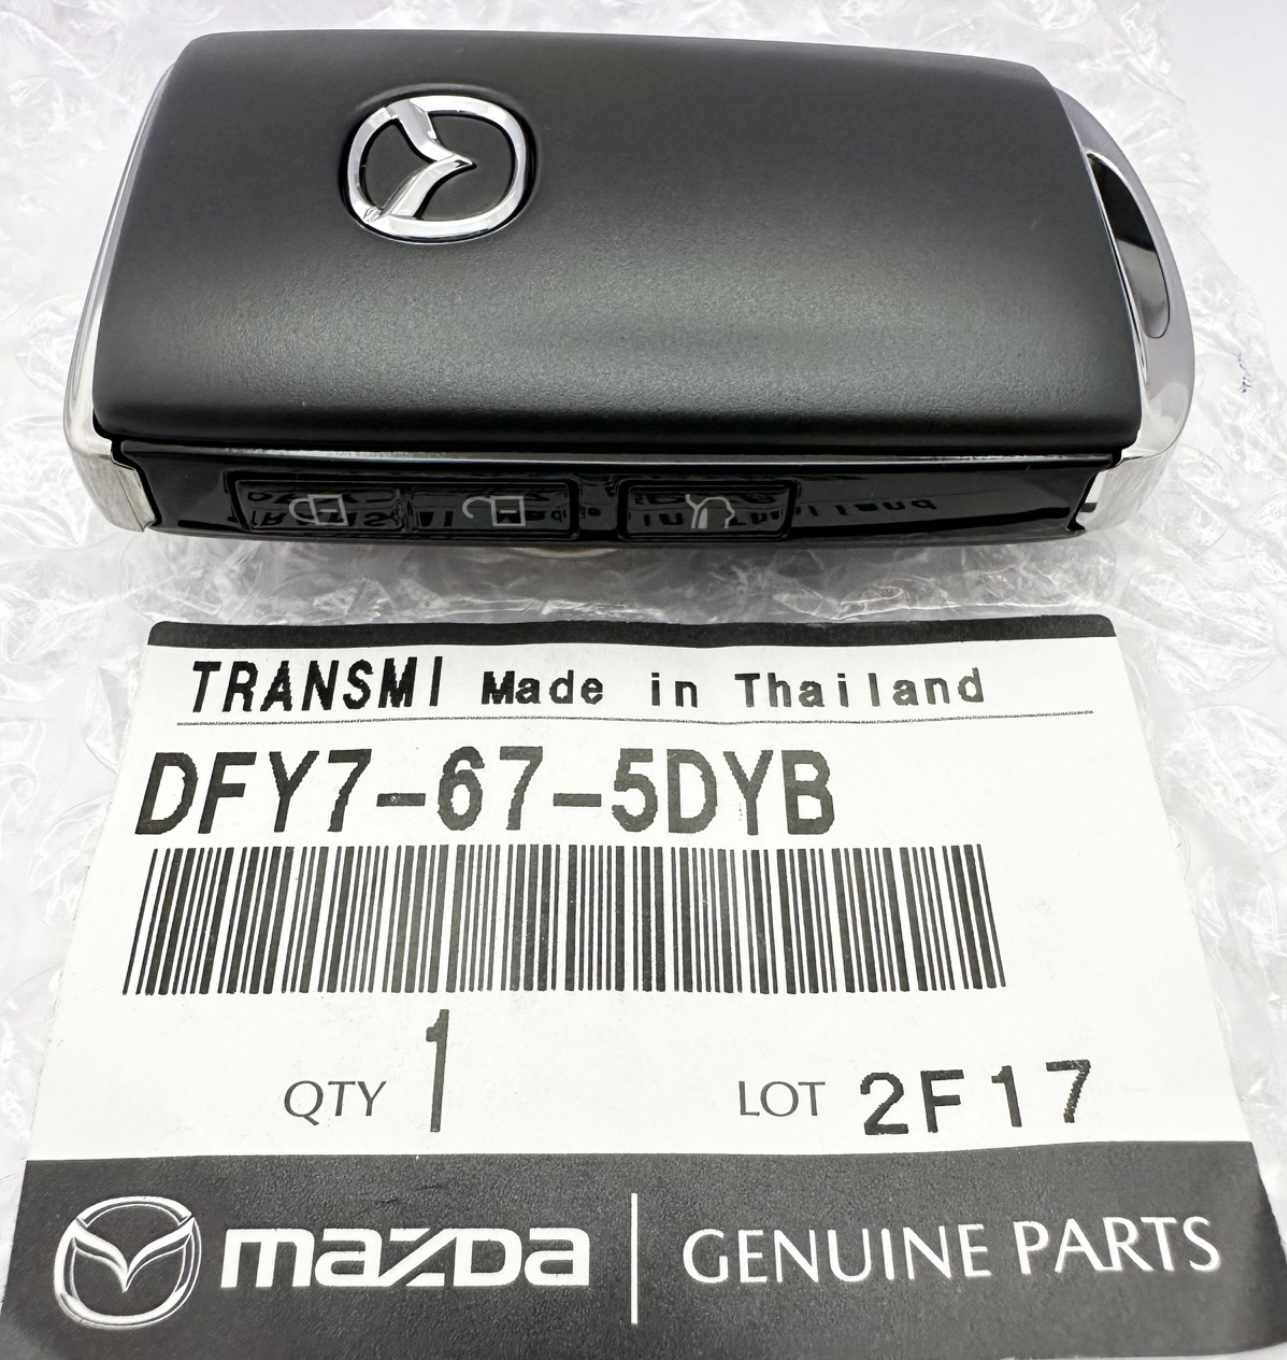 TRANSMI Made in Thailand
DFY7-67-5DYB
QTY 1 LOT 2F17
mazda GENUINE PARTS